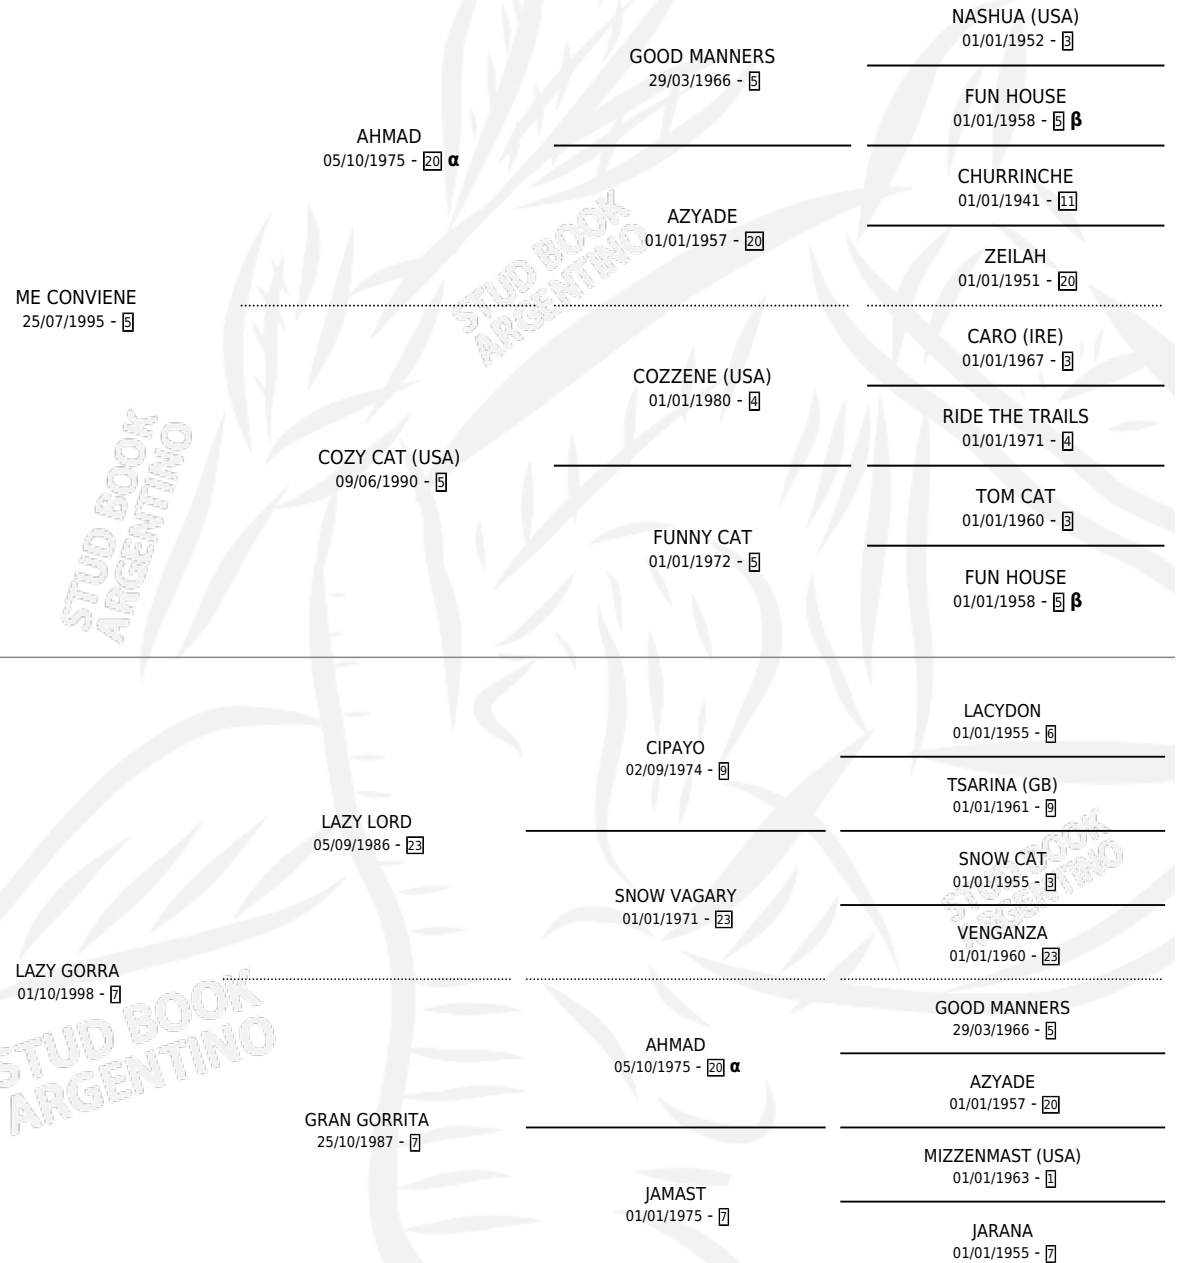 NASHUA (USA)
01/01/1952 - 3
GOOD MANNERS
29/03/1966 - 5
FUN HOUSE
01/01/1958 - 5 β
AHMAD
05/10/1975 - 20 α
CHURRINCHE
01/01/1941 - 11
AZYADE
01/01/1957 - 20
ZEILAH
01/01/1951 - 20
ME CONVIENE
25/07/1995 - 5
CARO (IRE)
01/01/1967 - 3
COZZENE (USA)
01/01/1980 - 4
RIDE THE TRAILS
01/01/1971 - 4
COZY CAT (USA)
09/06/1990 - 5
TOM CAT
01/01/1960 - 3
FUNNY CAT
01/01/1972 - 5
FUN HOUSE
01/01/1958 - 5 β
LACYDON
01/01/1955 - 6
CIPAYO
02/09/1974 - 9
TSARINA (GB)
01/01/1961 - 9
LAZY LORD
05/09/1986 - 23
SNOW CAT
01/01/1955 - 3
SNOW VAGARY
01/01/1971 - 23
VENGANZA
01/01/1960 - 23
LAZY GORRA
01/10/1998 - 7
GOOD MANNERS
29/03/1966 - 5
AHMAD
05/10/1975 - 20 α
AZYADE
01/01/1957 - 20
GRAN GORRITA
25/10/1987 - 7
MIZZENMAST (USA)
01/01/1963 - 1
JAMAST
01/01/1975 - 7
JARANA
01/01/1955 - 7
STUD BOOK
ARGENTINO
STUD BOOK
ARGENTINO
STUD BOOK
ARGENTINO
STUD BOOK
ARGENTINO